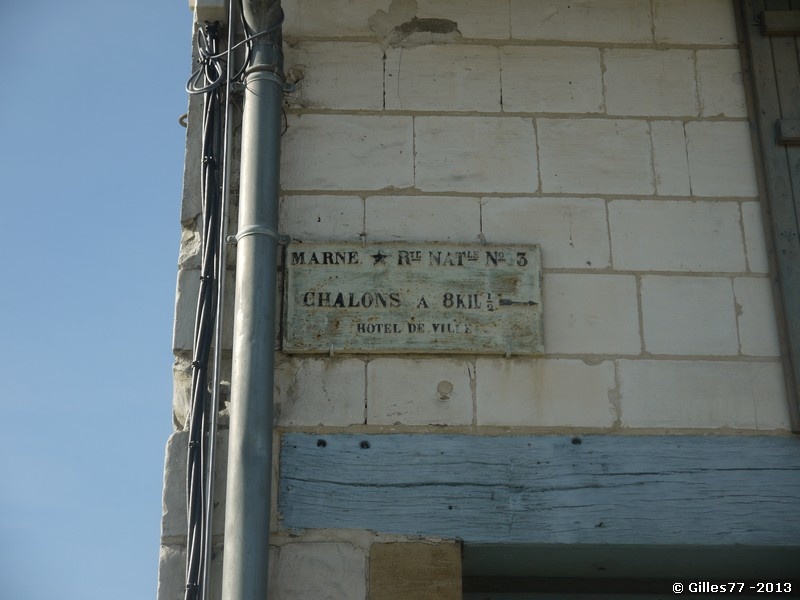 MARNE ★ RTE NATLE No 3
CHALONS A 8KIL 1/2 →
HOTEL DE VILLE
© Gilles77 -2013